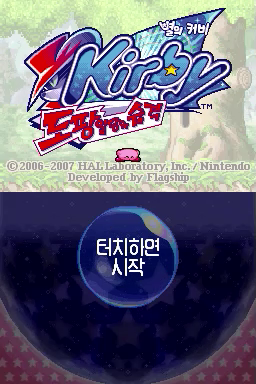 별의 커비
Kirby
TM
도팡일당의 습격
© 2006-2007 HAL Laboratory, Inc. / Nintendo
Developed by Flagship
터치하면
시작